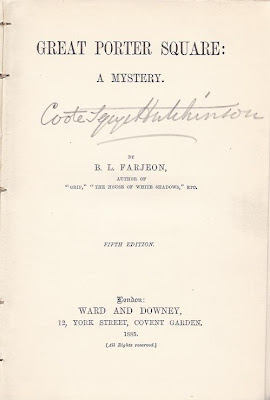 GREAT PORTER SQUARE:
A MYSTERY.
Hutchinson
BY
B. L. FARJEON,
AUTHOR OF
"GRIF," "THE HOUSE OF WHITE SHADOWS," ETC.
FIFTH EDITION.
London:
WARD AND DOWNEY,
12, YORK STREET, COVENT GARDEN.
1885.
[All Rights reserved.]